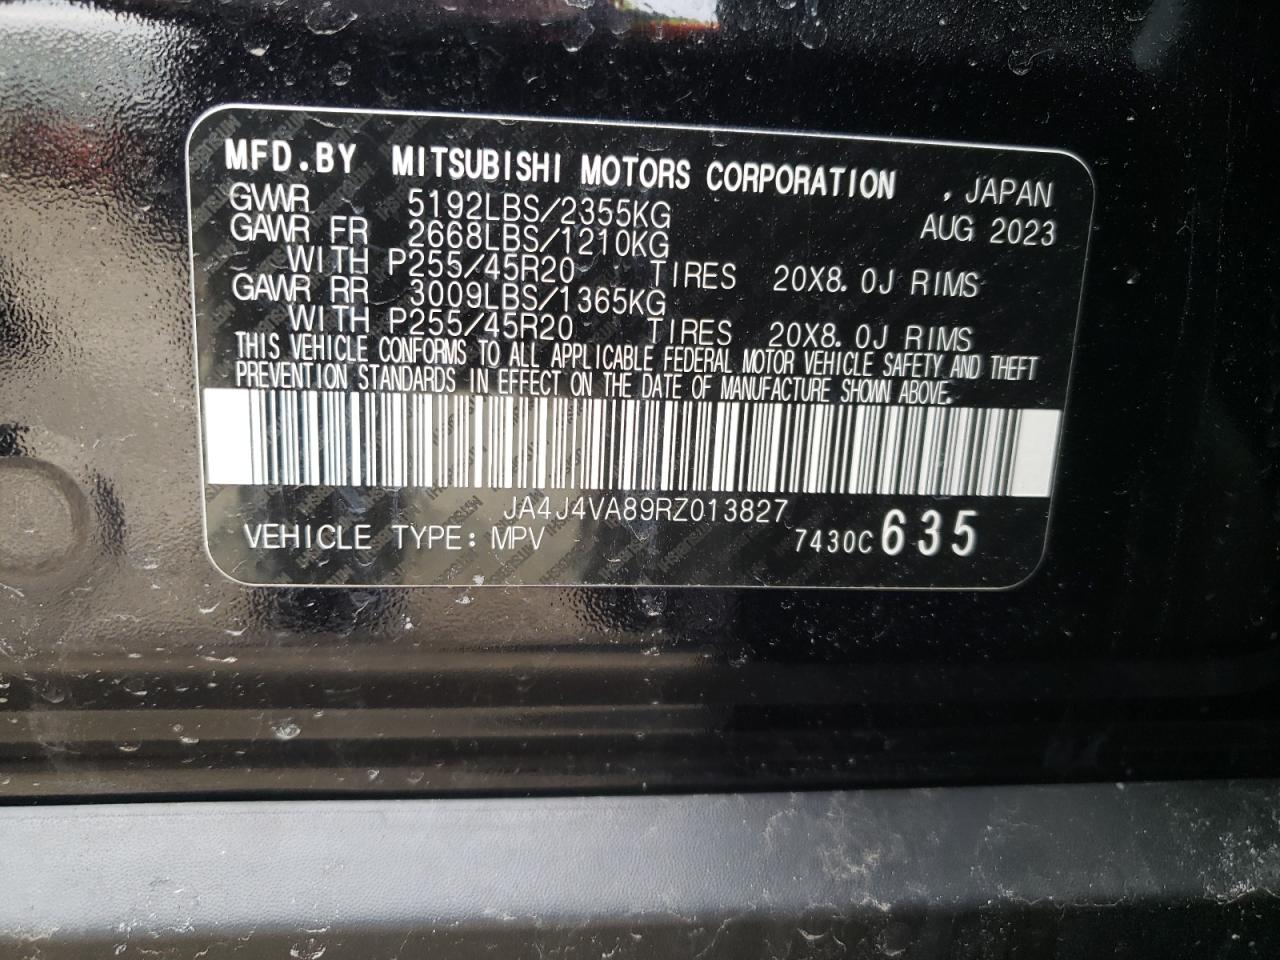 MFD.BY MITSUBISHI MOTORS CORPORATION , JAPAN
GVWR 5192LBS/2355KG AUG 2023
GAWR FR 2668LBS/1210KG
WITH P255/45R20 TIRES 20X8.0J RIMS
GAWR RR 3009LBS/1365KG
WITH P255/45R20 TIRES 20X8.0J RIMS
THIS VEHICLE CONFORMS TO ALL APPLICABLE FEDERAL MOTOR VEHICLE SAFETY AND THEFT
PREVENTION STANDARDS IN EFFECT ON THE DATE OF MANUFACTURE SHOWN ABOVE.
JA4J4VA89RZ013827
VEHICLE TYPE: MPV 7430C 635